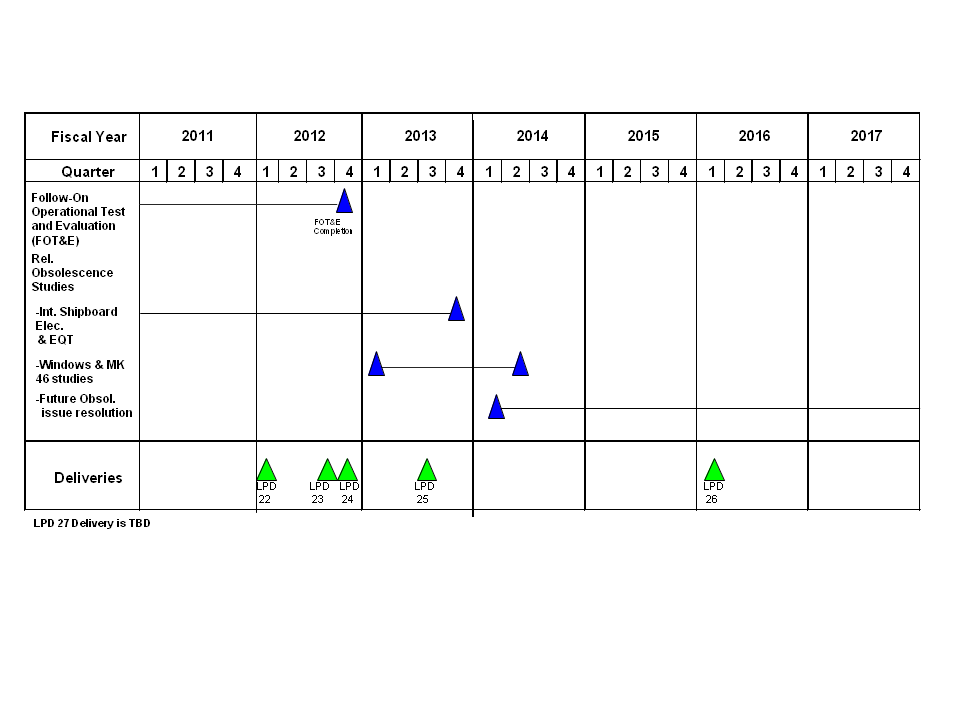 Fiscal Year 2011 2012 2013 2014 2015 2016 2017
Quarter 1 2 3 4 1 2 3 4 1 2 3 4 1 2 3 4 1 2 3 4 1 2 3 4 1 2 3 4
Follow-On
Operational Test
and Evaluation
(FOT&E)
FOT&E
Completion
Rel.
Obsolescence
Studies
-Int. Shipboard
Elec.
& EQT
-Windows & MK
46 studies
-Future Obsol.
issue resolution
Deliveries
LPD
22
LPD
23
LPD
24
LPD
25
LPD
26
LPD 27 Delivery is TBD